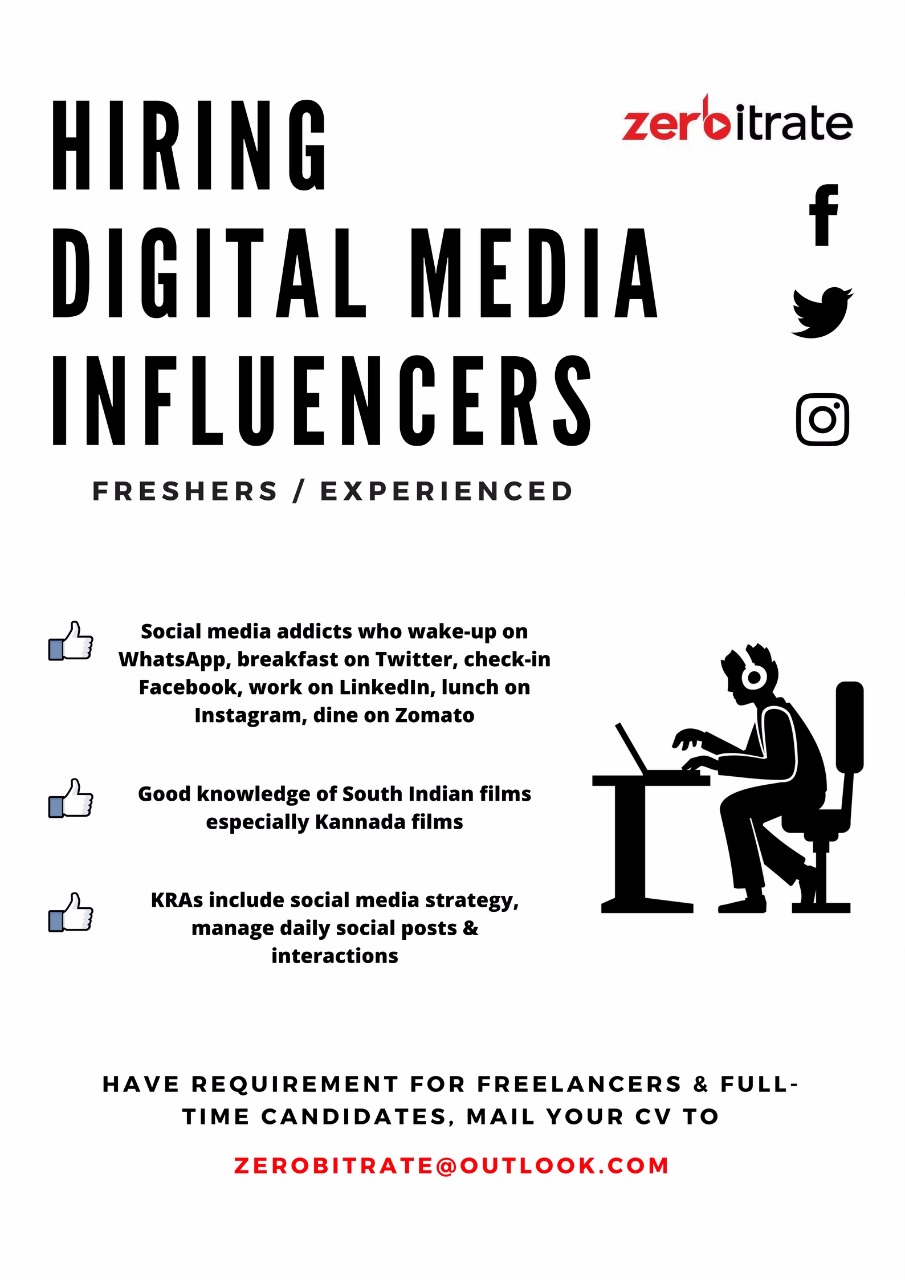 HIRING
DIGITAL MEDIA
INFLUENCERS
zerobitrate
FRESHERS / EXPERIENCED
Social media addicts who wake-up on
WhatsApp, breakfast on Twitter, check-in
Facebook, work on LinkedIn, lunch on
Instagram, dine on Zomato
Good knowledge of South Indian films
especially Kannada films
KRAs include social media strategy,
manage daily social posts &
interactions
HAVE REQUIREMENT FOR FREELANCERS & FULL-
TIME CANDIDATES, MAIL YOUR CV TO
ZEROBITRATE@OUTLOOK.COM